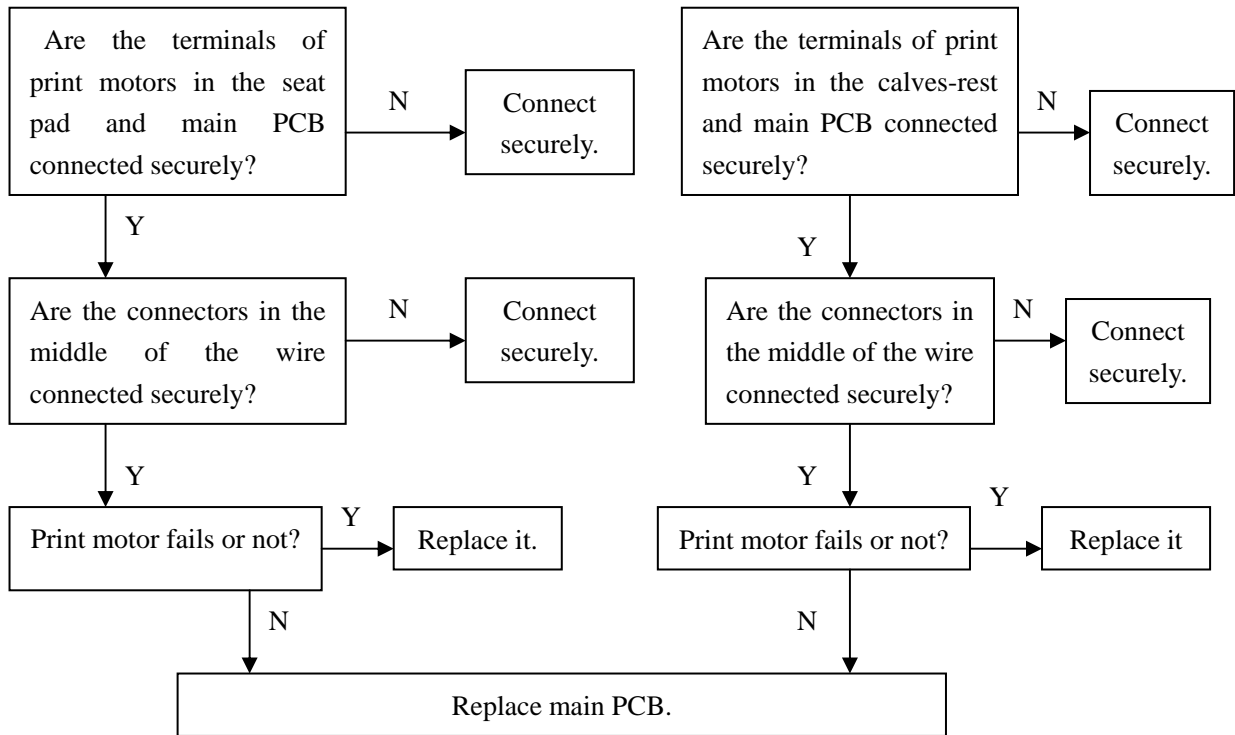 Are the terminals of
print motors in the seat
pad and main PCB
connected securely?
N
Connect
securely.
Y
Are the connectors in the
middle of the wire
connected securely?
N
Connect
securely.
Y
Print motor fails or not?
Y
Replace it.
N
Are the terminals of print
motors in the calves-rest
and main PCB connected
securely?
N
Connect
securely.
Y
Are the connectors in
the middle of the wire
connected securely?
N
Connect
securely.
Y
Print motor fails or not?
Y
Replace it
N
Replace main PCB.